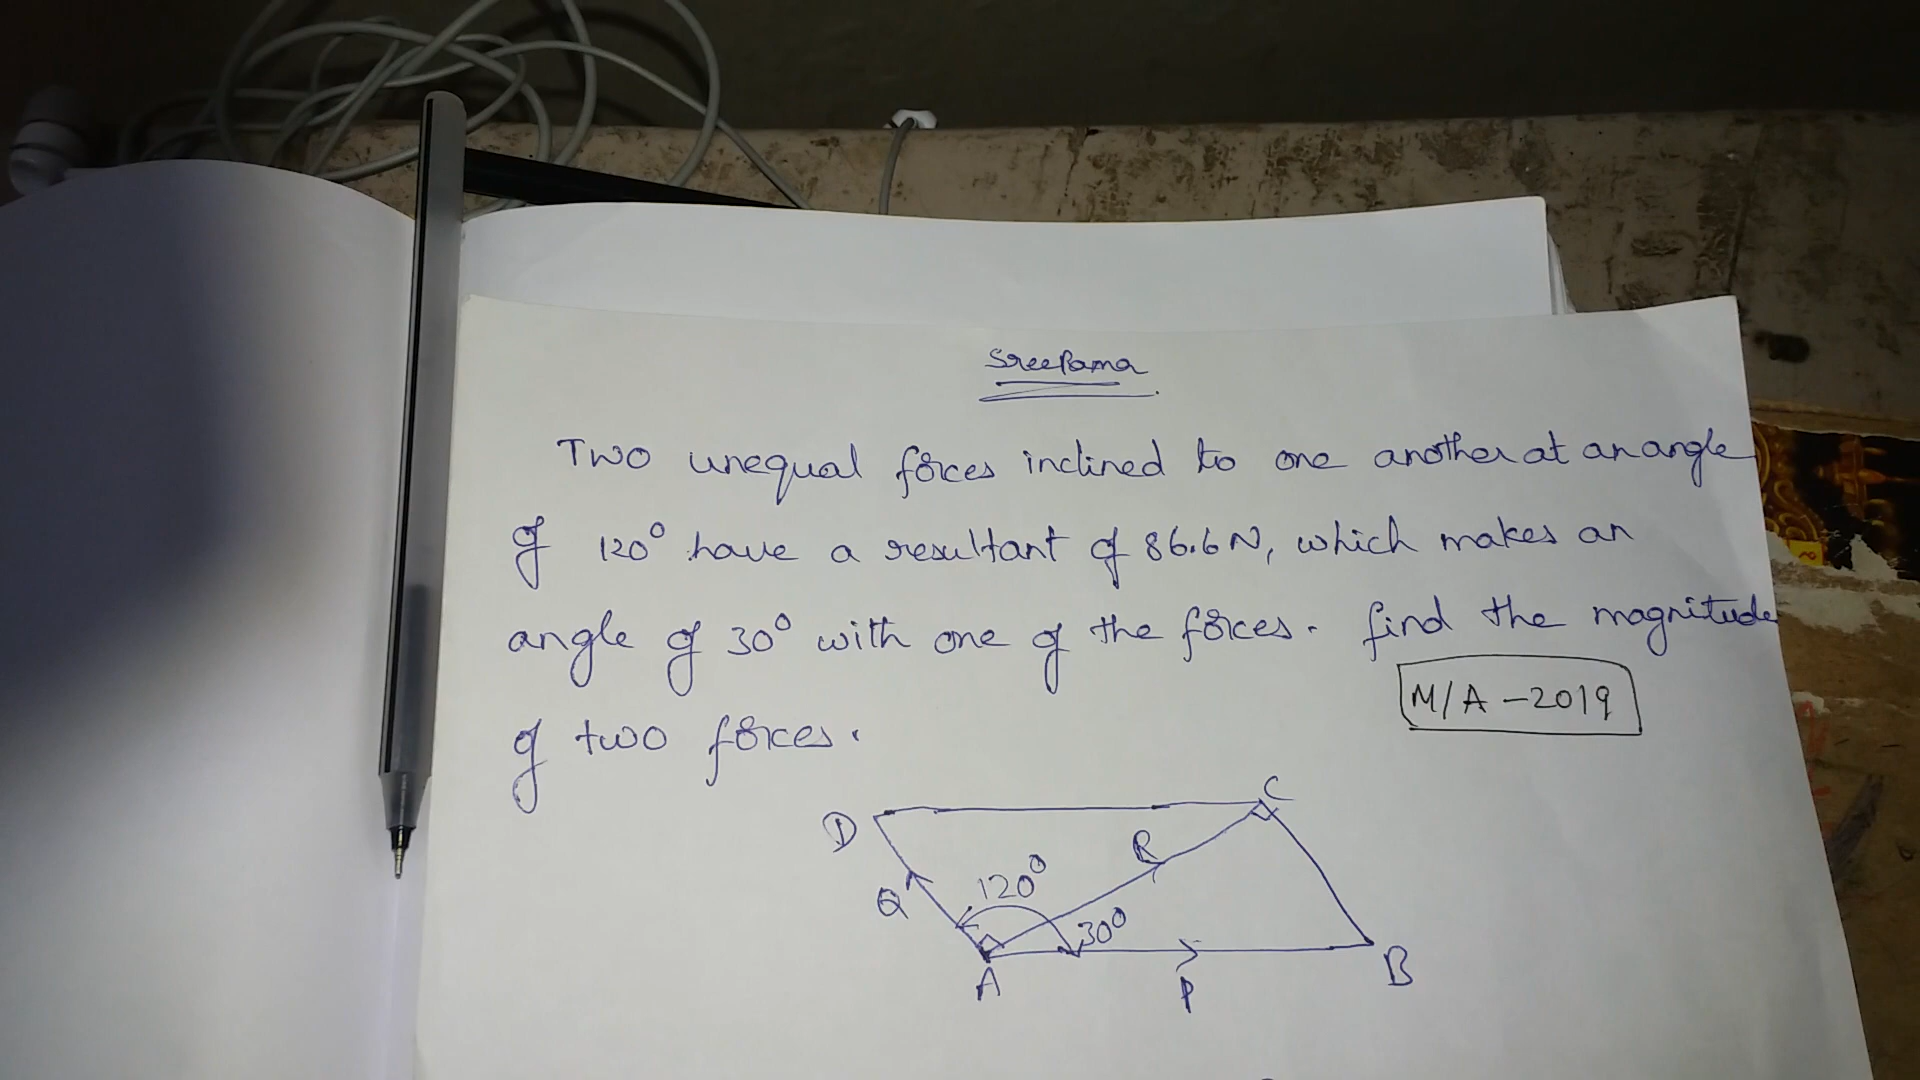 SreeRama
Two unequal forces inclined to one another at an angle
of 120° have a resultant of 86.6N, which makes an
angle of 30° with one of the forces. find the magnitude
M/A - 2019
of two forces.
D
C
R
120°
Q
30°
A
P
B